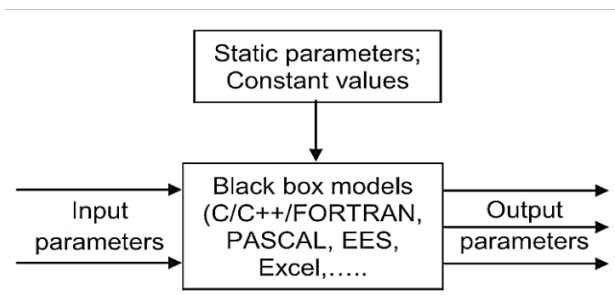 Static parameters;
Constant values
Black box models
(C/C++/FORTRAN,
PASCAL, EES,
Excel,.....
Input
parameters
Output
parameters